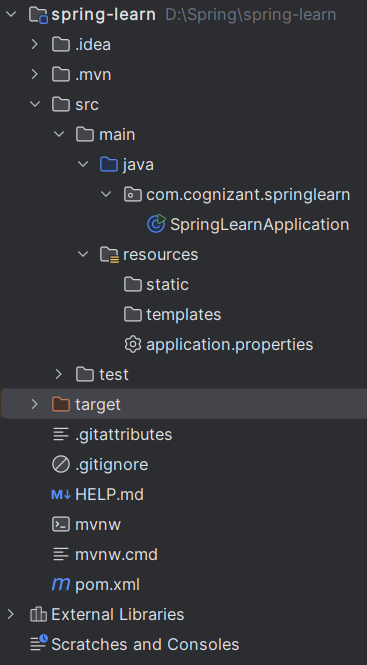 spring-learn D:\Spring\spring-learn
.idea
.mvn
src
main
java
com.cognizant.springlearn
SpringLearnApplication
resources
static
templates
application.properties
test
target
.gitattributes
.gitignore
HELP.md
mvnw
mvnw.cmd
pom.xml
External Libraries
Scratches and Consoles